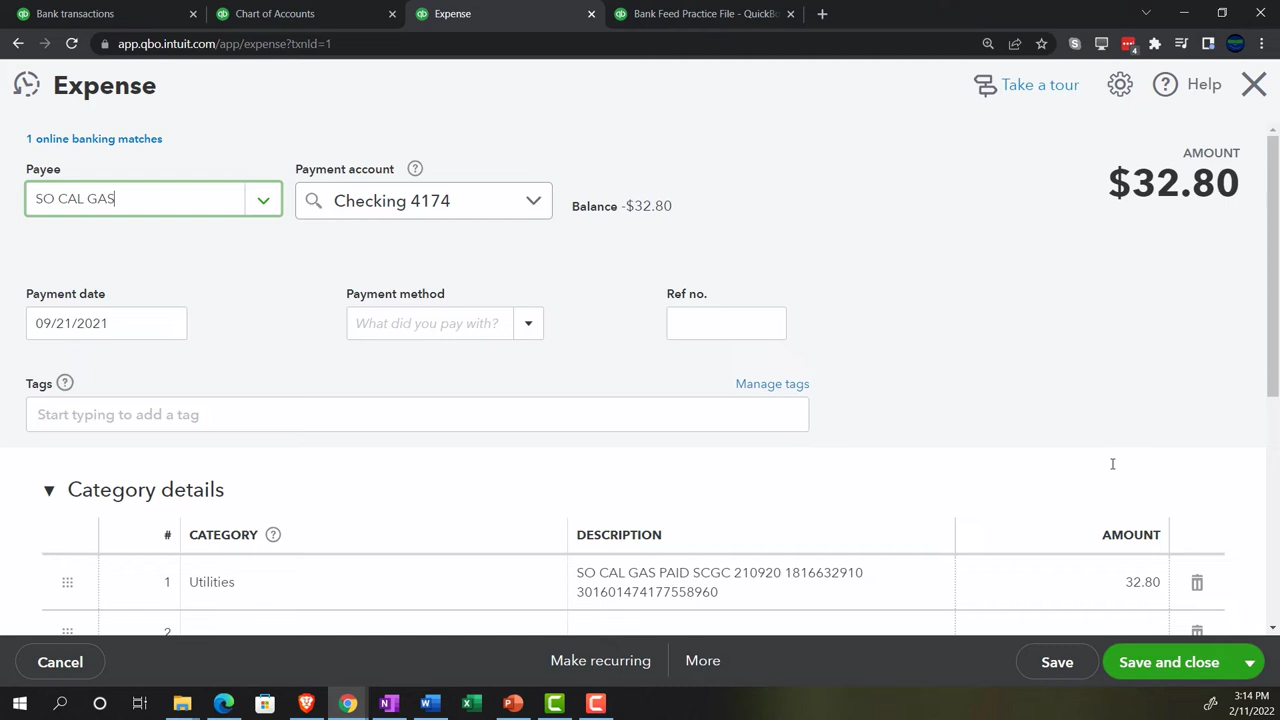 Bank transactions
Chart of Accounts
Expense
Bank Feed Practice File - QuickBo
app.qbo.intuit.com/app/expense?txnId=1
4
Expense
Take a tour
Help
1 online banking matches
Payee
Payment account
AMOUNT
$32.80
SO CAL GAS
Checking 4174
Balance -$32.80
Payment date
Payment method
Ref no.
09/21/2021
What did you pay with?
Tags
Manage tags
Start typing to add a tag
Category details
# CATEGORY DESCRIPTION AMOUNT
1 Utilities SO CAL GAS PAID SCGC 210920 1816632910 32.80
301601474177558960
2
Cancel
Make recurring
More
Save
Save and close
3:14 PM
2/11/2022